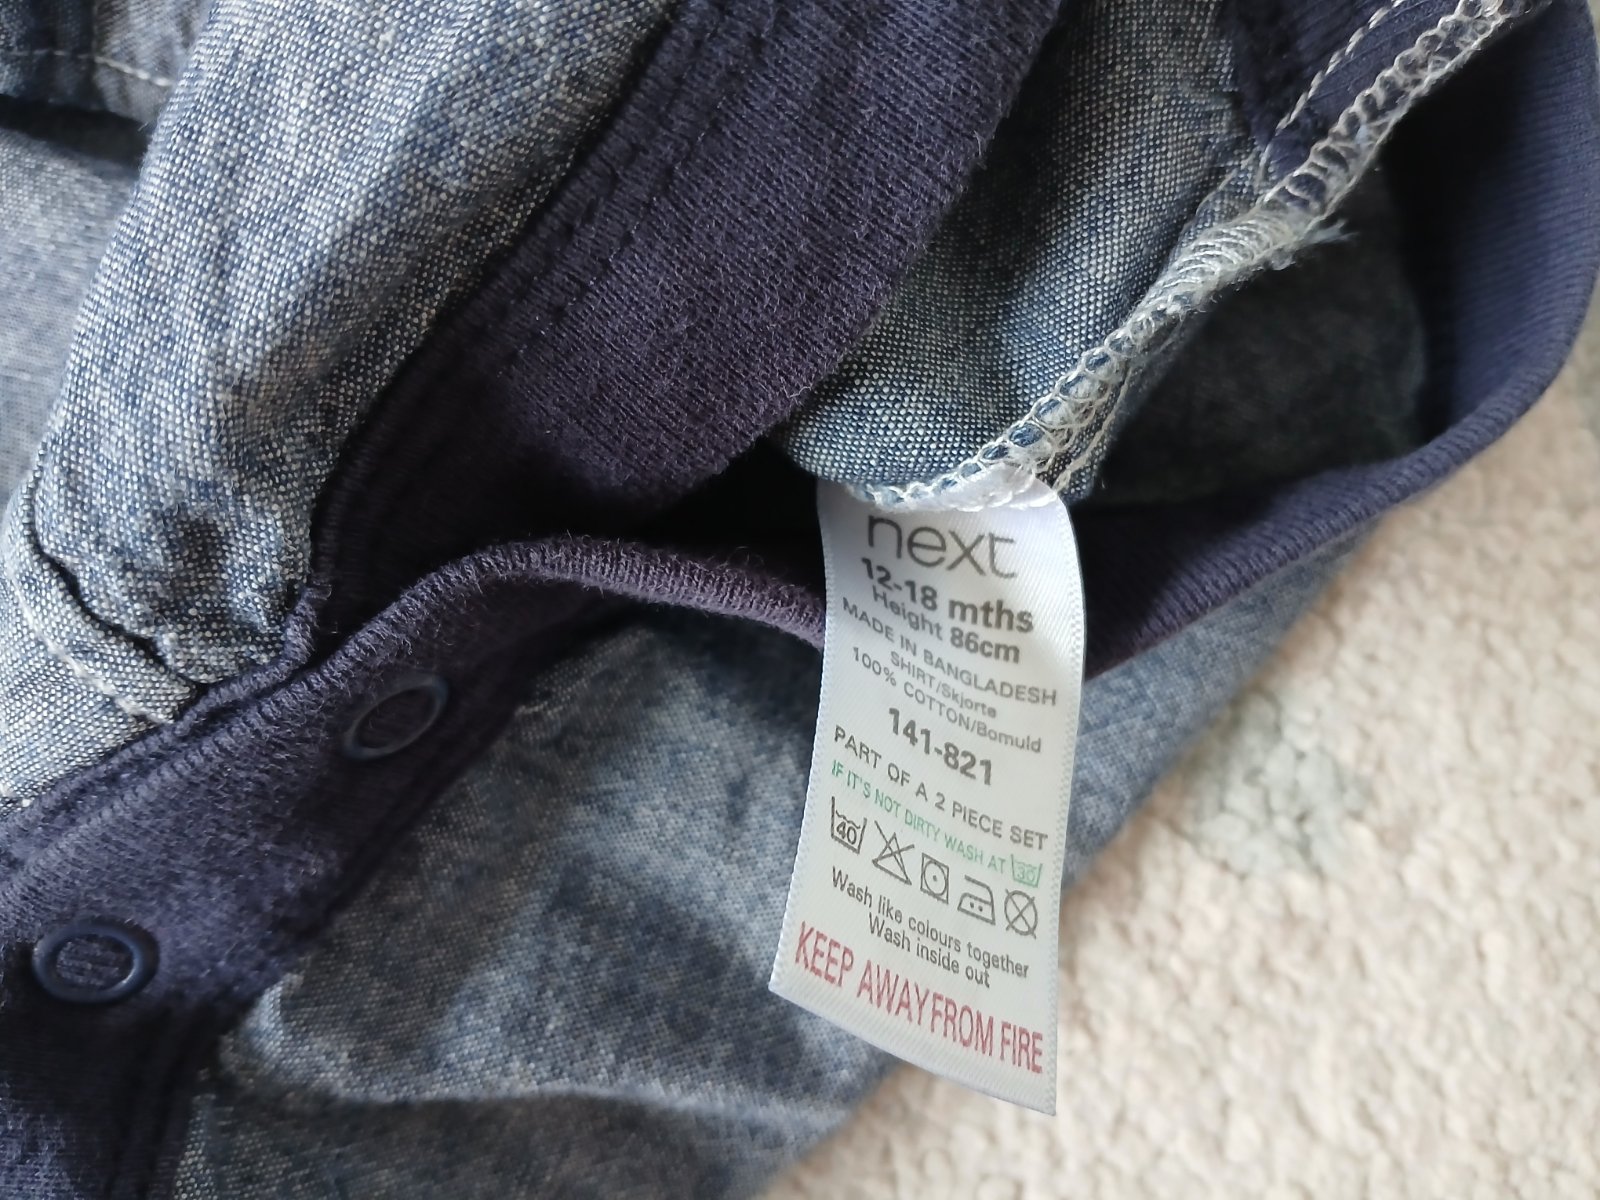 next
12-18 mths
Height 86cm
MADE IN BANGLADESH
SHIRT/Skjorte
100% COTTON/Bomuld
141-821
PART OF A 2 PIECE SET
IF IT'S NOT DIRTY WASH AT 30
40
Wash like colours together
Wash inside out
KEEP AWAY FROM FIRE